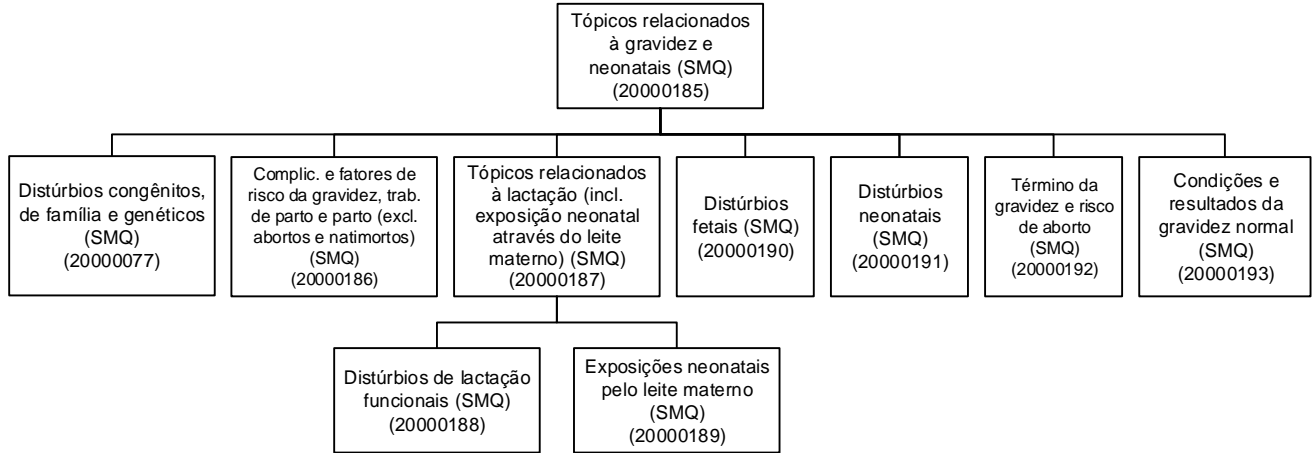 Tópicos relacionados
à gravidez e
neonatais (SMQ)
(20000185)
Distúrbios congênitos,
de família e genéticos
(SMQ)
(20000077)
Complic. e fatores de
risco da gravidez, trab.
de parto e parto (excl.
abortos e natimortos)
(SMQ)
(20000186)
Tópicos relacionados
à lactação (incl.
exposição neonatal
através do leite
materno) (SMQ)
(20000187)
Distúrbios
fetais (SMQ)
(20000190)
Distúrbios
neonatais
(SMQ)
(20000191)
Término da
gravidez e risco
de aborto
(SMQ)
(20000192)
Condições e
resultados da
gravidez normal
(SMQ)
(20000193)
Distúrbios de lactação
funcionais (SMQ)
(20000188)
Exposições neonatais
pelo leite materno
(SMQ)
(20000189)